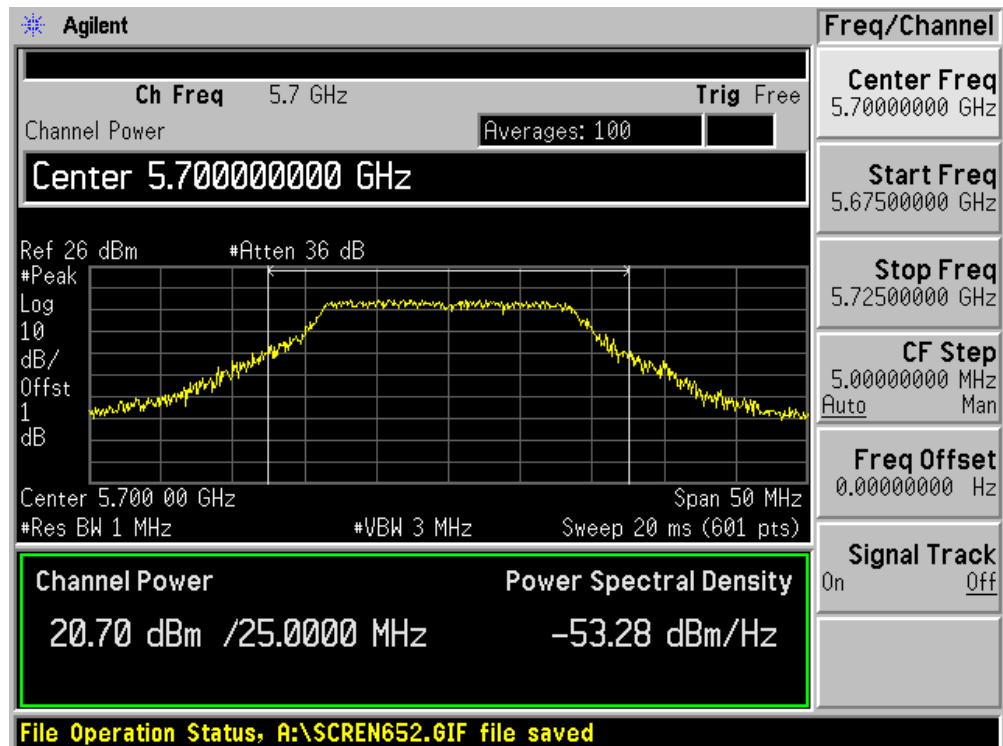 Agilent
Freq/Channel
Ch Freq 5.7 GHz Trig Free
Channel Power Averages: 100
Center 5.700000000 GHz
Ref 26 dBm #Atten 36 dB
#Peak
Log
10
dB/
Offst
1
dB
Center 5.700 00 GHz Span 50 MHz
#Res BW 1 MHz #VBW 3 MHz Sweep 20 ms (601 pts)
Channel Power Power Spectral Density
20.70 dBm /25.0000 MHz -53.28 dBm/Hz
File Operation Status, A:\SCREN652.GIF file saved
Center Freq
5.70000000 GHz
Start Freq
5.67500000 GHz
Stop Freq
5.72500000 GHz
CF Step
5.00000000 MHz
Auto Man
Freq Offset
0.00000000 Hz
Signal Track
On Off